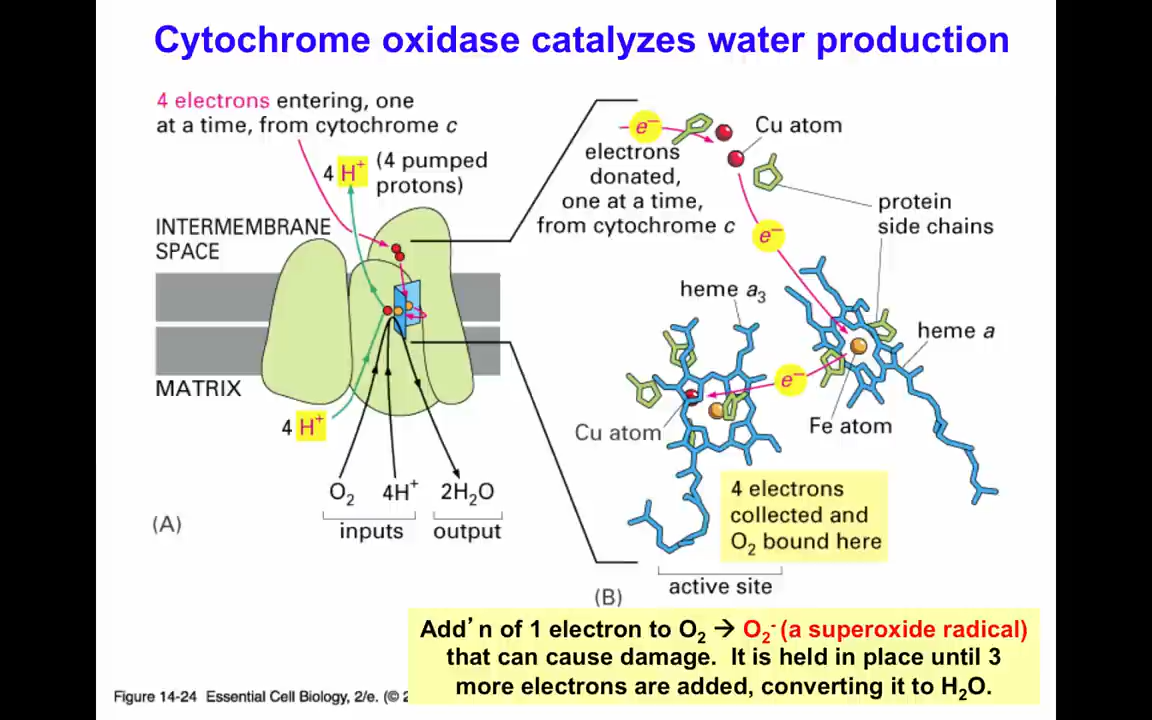 Cytochrome oxidase catalyzes water production
4 electrons entering, one
at a time, from cytochrome c
4 H⁺ (4 pumped
protons)
INTERMEMBRANE
SPACE
MATRIX
4 H⁺
O₂ 4H⁺ 2H₂O
inputs output
(A)
e⁻
Cu atom
electrons
donated,
one at a time,
from cytochrome c
protein
side chains
e⁻
heme a₃
heme a
e⁻
Cu atom
Fe atom
4 electrons
collected and
O₂ bound here
active site
(B)
Add'n of 1 electron to O₂ → O₂⁻ (a superoxide radical)
that can cause damage. It is held in place until 3
more electrons are added, converting it to H₂O.
Figure 14-24 Essential Cell Biology, 2/e. (© 2